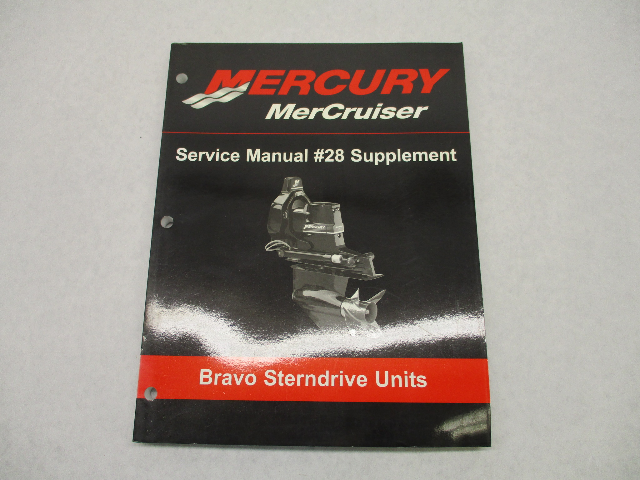 MERCURY
MerCruiser
Service Manual #28 Supplement
Bravo Sterndrive Units